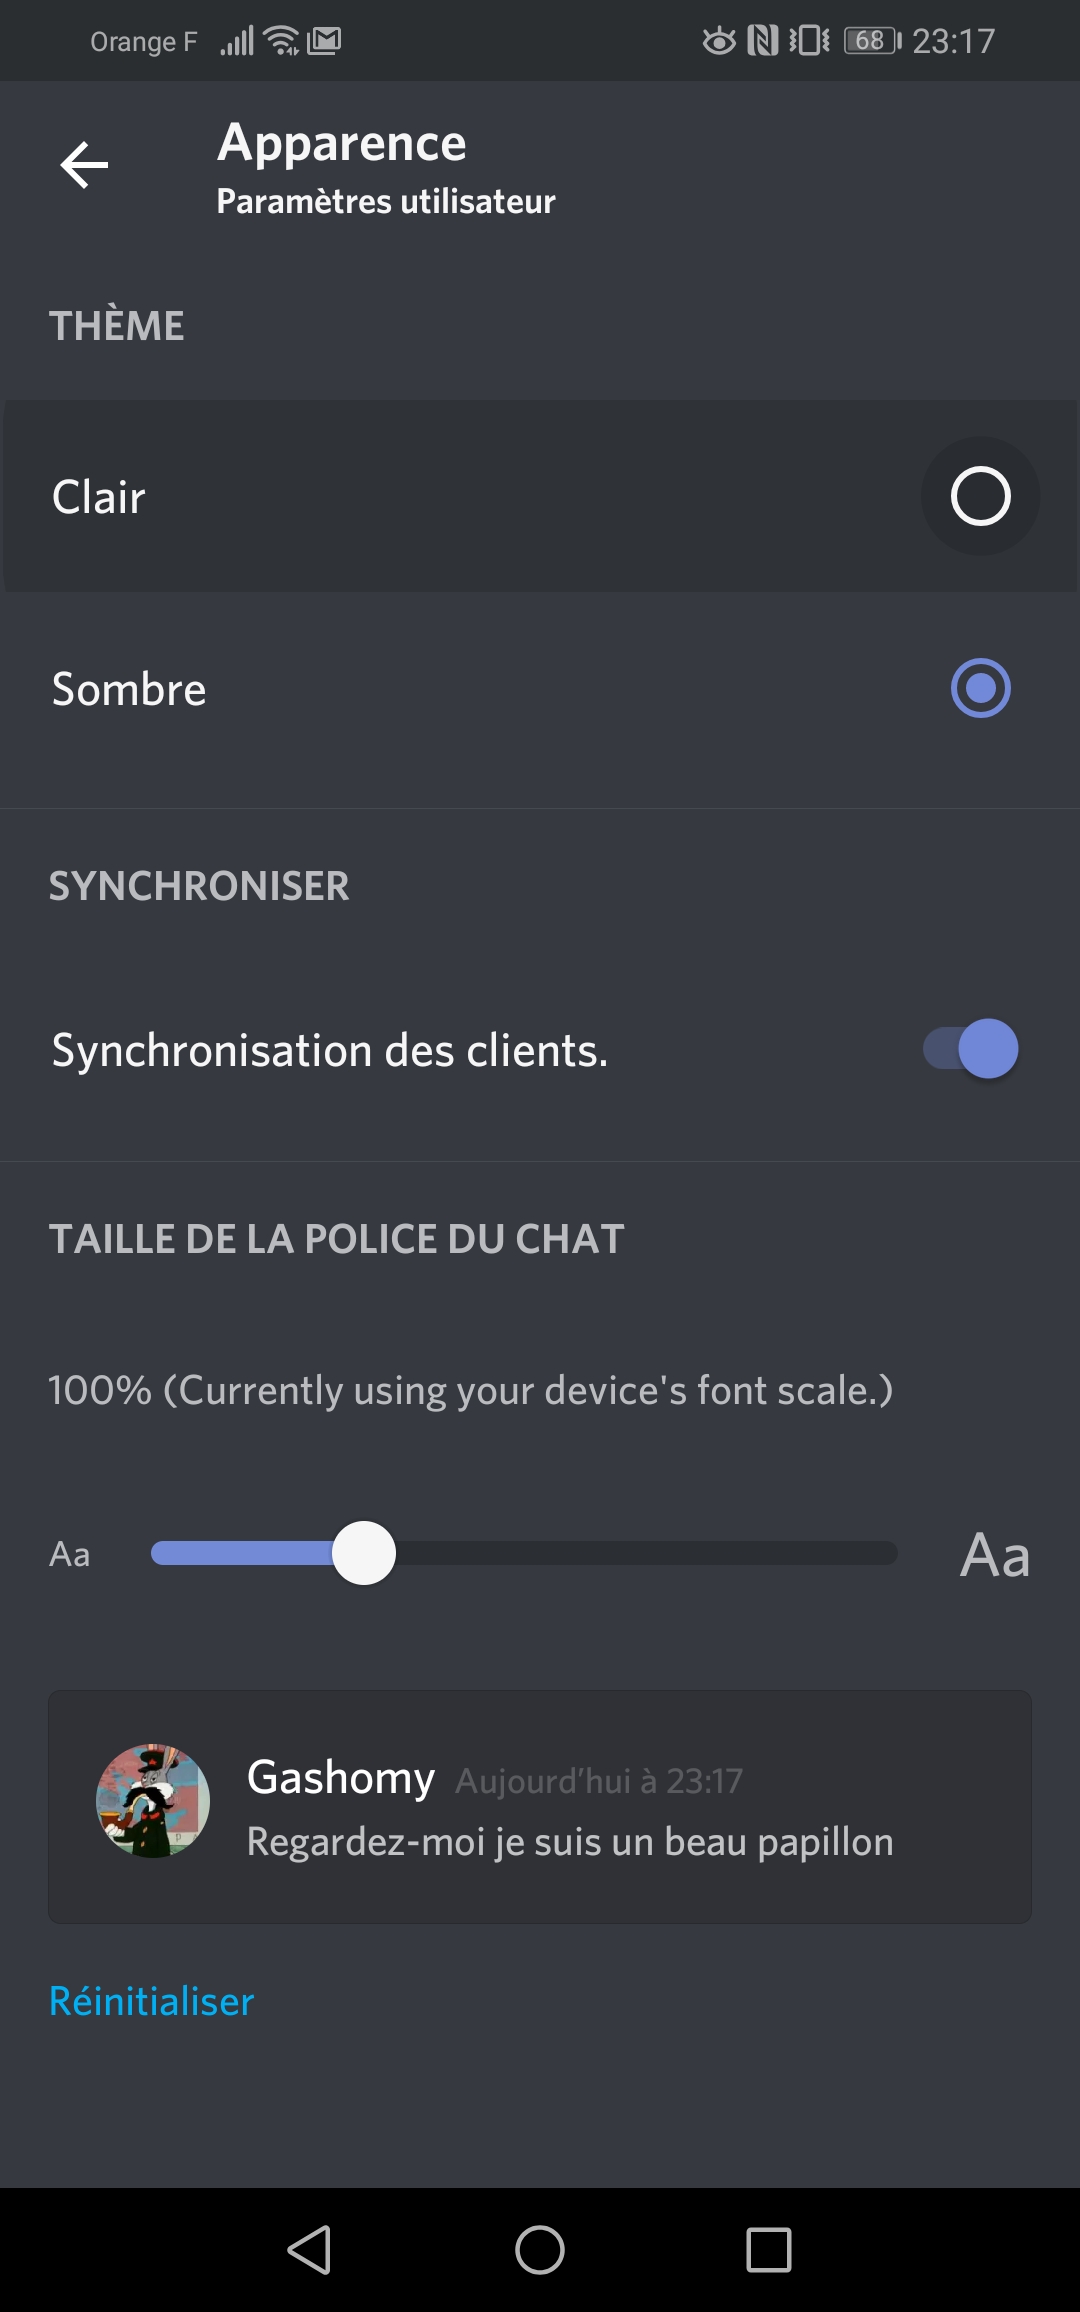 Orange F 68 23:17
Apparence
Paramètres utilisateur
THÈME
Clair
Sombre
SYNCHRONISER
Synchronisation des clients.
TAILLE DE LA POLICE DU CHAT
100% (Currently using your device's font scale.)
Aa Aa
Gashomy Aujourd’hui à 23:17
Regardez-moi je suis un beau papillon
Réinitialiser